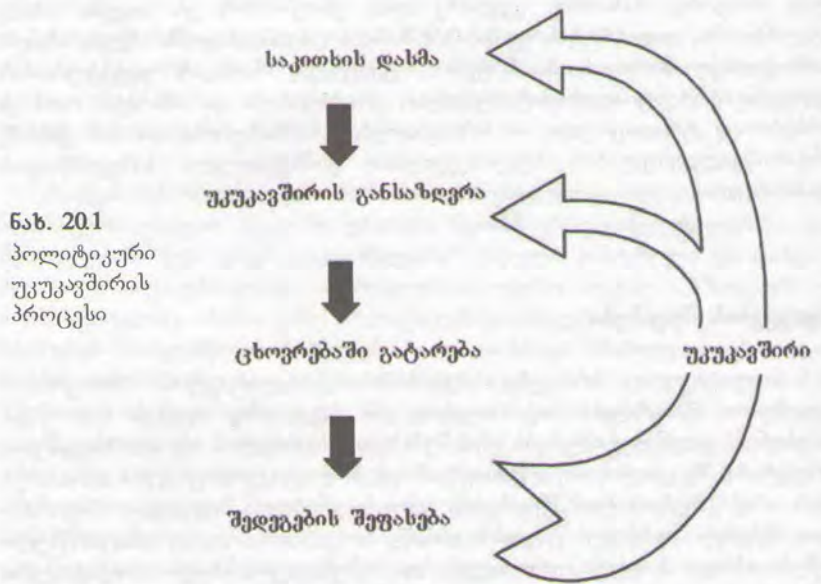 საკითხის დასმა
უკუკავშირის განსაზღვრა
ნახ. 20.1
პოლიტიკური
უკუკავშირის
პროცესი
ცხოვრებაში გატარება
უკუკავშირი
შედეგების შეფასება